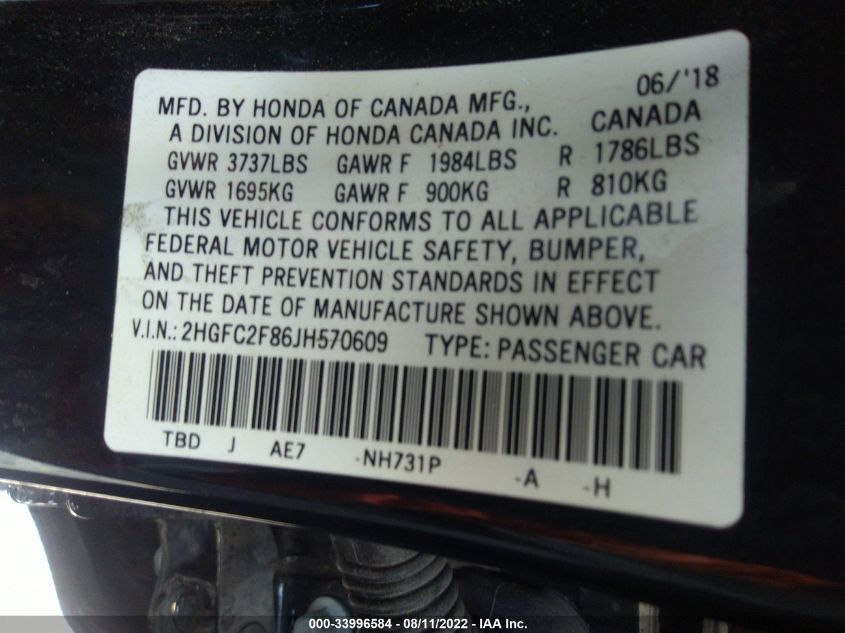 06/'18
MFD. BY HONDA OF CANADA MFG.,
A DIVISION OF HONDA CANADA INC. CANADA
GVWR 3737LBS GAWR F 1984LBS R 1786LBS
GVWR 1695KG GAWR F 900KG R 810KG
THIS VEHICLE CONFORMS TO ALL APPLICABLE
FEDERAL MOTOR VEHICLE SAFETY, BUMPER,
AND THEFT PREVENTION STANDARDS IN EFFECT
ON THE DATE OF MANUFACTURE SHOWN ABOVE.
V.I.N.: 2HGFC2F86JH570609 TYPE: PASSENGER CAR
TBD J AE7 -NH731P -A -H
000-33996584 - 08/11/2022 - IAA Inc.